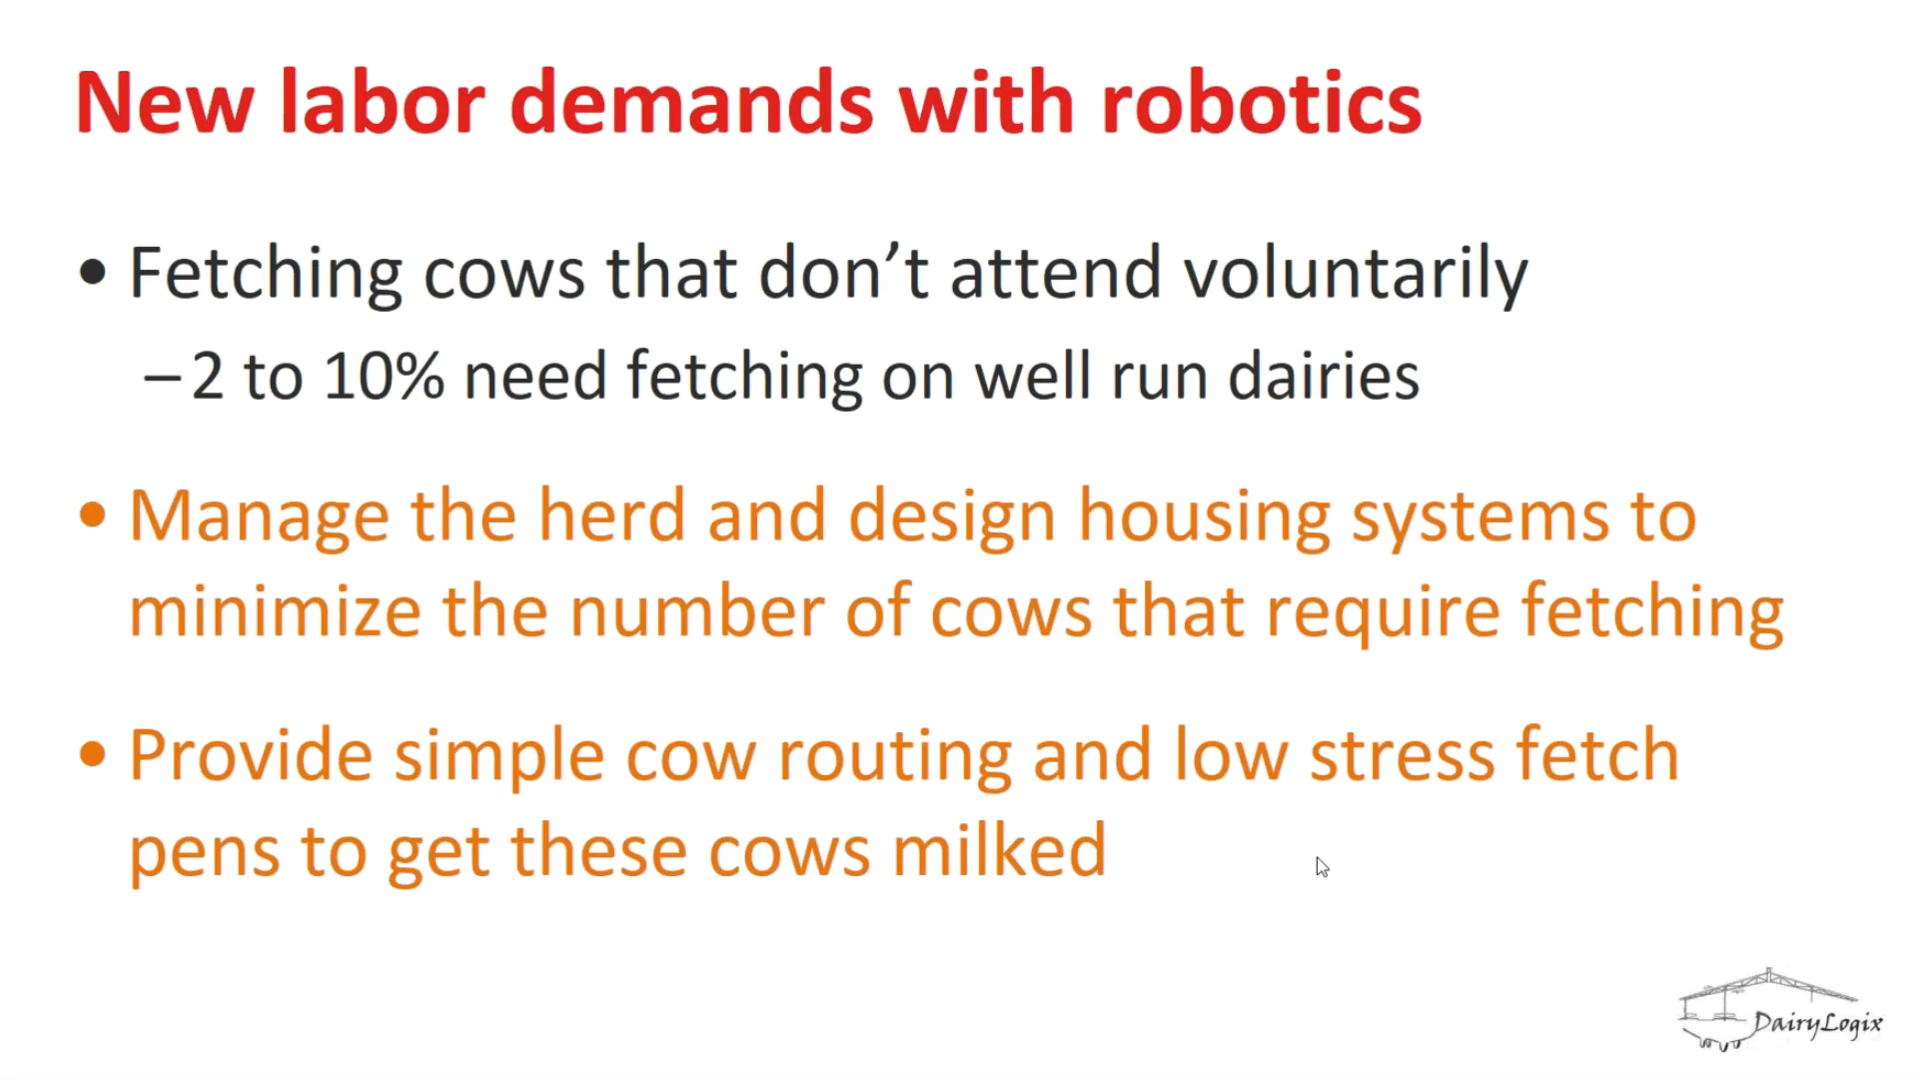 New labor demands with robotics
• Fetching cows that don’t attend voluntarily
–2 to 10% need fetching on well run dairies
• Manage the herd and design housing systems to
minimize the number of cows that require fetching
• Provide simple cow routing and low stress fetch
pens to get these cows milked
DairyLogix